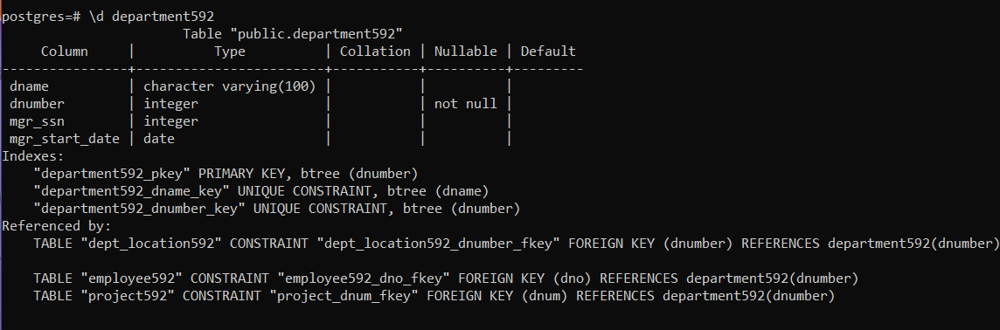 postgres=# \d department592
                       Table "public.department592"
     Column     |          Type          | Collation | Nullable | Default
----------------+------------------------+-----------+----------+---------
 dname          | character varying(100) |           |          |
 dnumber        | integer                |           | not null |
 mgr_ssn        | integer                |           |          |
 mgr_start_date | date                   |           |          |
Indexes:
    "department592_pkey" PRIMARY KEY, btree (dnumber)
    "department592_dname_key" UNIQUE CONSTRAINT, btree (dname)
    "department592_dnumber_key" UNIQUE CONSTRAINT, btree (dnumber)
Referenced by:
    TABLE "dept_location592" CONSTRAINT "dept_location592_dnumber_fkey" FOREIGN KEY (dnumber) REFERENCES department592(dnumber)
    TABLE "employee592" CONSTRAINT "employee592_dno_fkey" FOREIGN KEY (dno) REFERENCES department592(dnumber)
    TABLE "project592" CONSTRAINT "project_dnum_fkey" FOREIGN KEY (dnum) REFERENCES department592(dnumber)